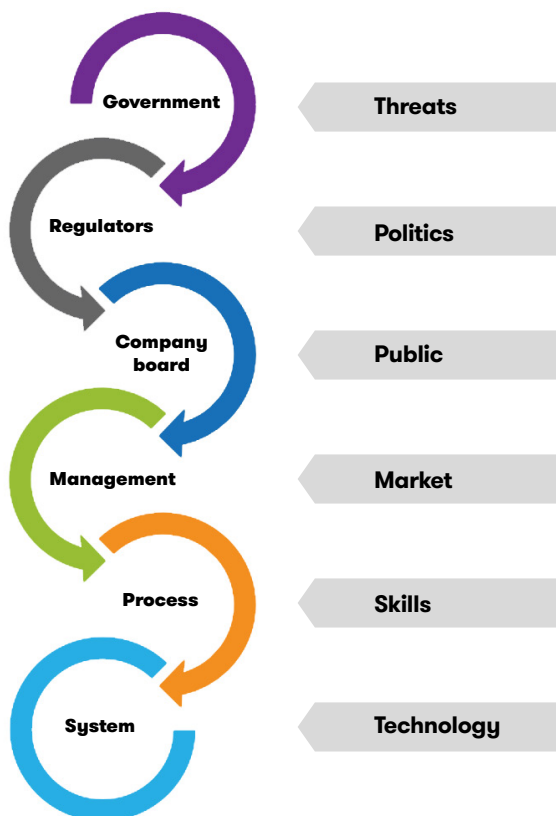 Government
Threats
Regulators
Politics
Company
board
Public
Management
Market
Process
Skills
System
Technology